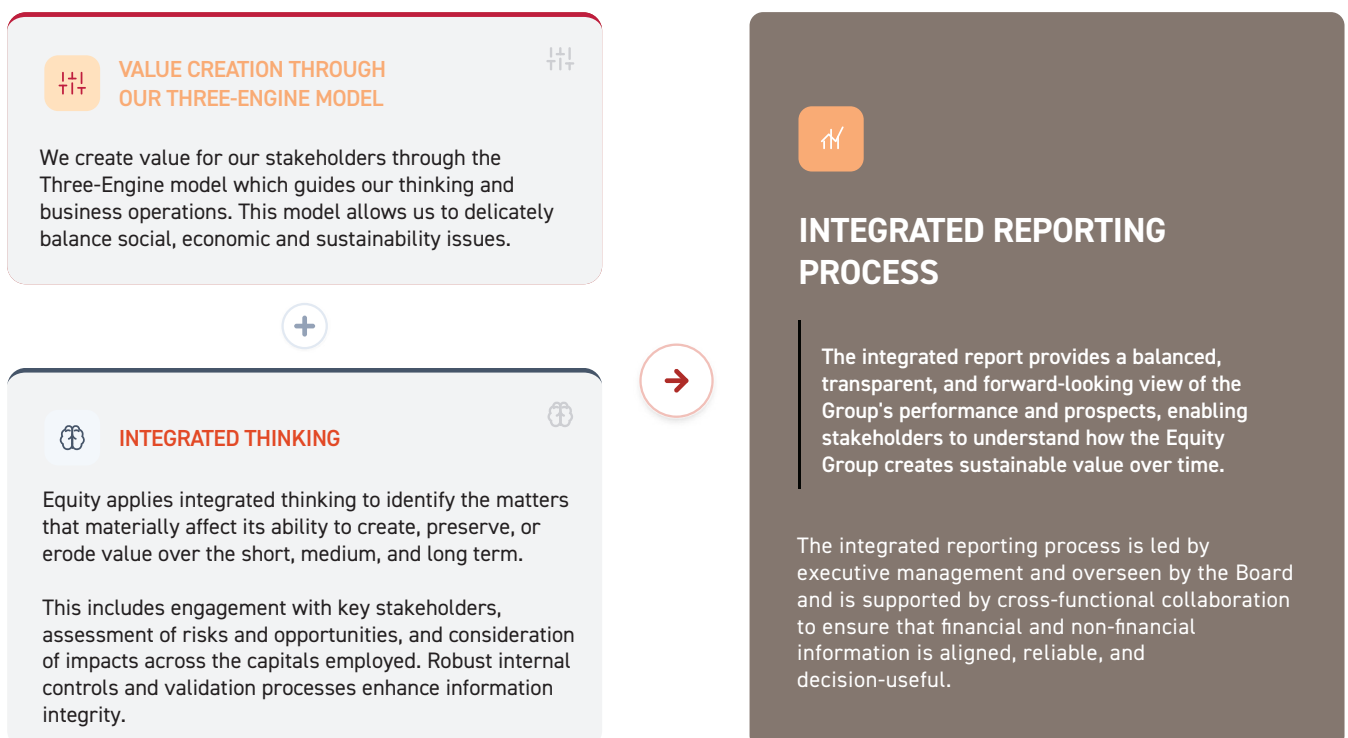 VALUE CREATION THROUGH
OUR THREE-ENGINE MODEL
We create value for our stakeholders through the
Three-Engine model which guides our thinking and
business operations. This model allows us to delicately
balance social, economic and sustainability issues.
INTEGRATED THINKING
Equity applies integrated thinking to identify the matters
that materially affect its ability to create, preserve, or
erode value over the short, medium, and long term.
This includes engagement with key stakeholders,
assessment of risks and opportunities, and consideration
of impacts across the capitals employed. Robust internal
controls and validation processes enhance information
integrity.
INTEGRATED REPORTING
PROCESS
The integrated report provides a balanced,
transparent, and forward-looking view of the
Group's performance and prospects, enabling
stakeholders to understand how the Equity
Group creates sustainable value over time.
The integrated reporting process is led by
executive management and overseen by the Board
and is supported by cross-functional collaboration
to ensure that financial and non-financial
information is aligned, reliable, and
decision-useful.